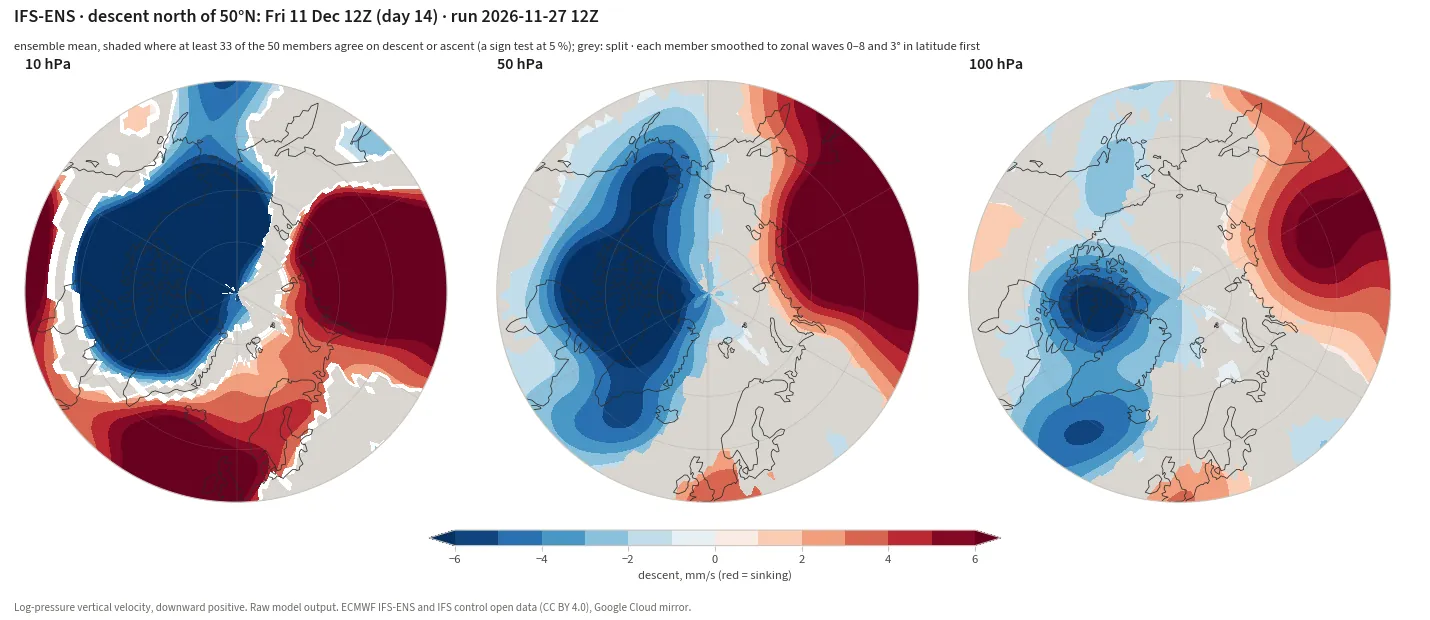 IFS-ENS · descent north of 50°N: Fri 11 Dec 12Z (day 14) · run 2026-11-27 12Z
ensemble mean, shaded where at least 33 of the 50 members agree on descent or ascent (a sign test at 5 %); grey: split · each member smoothed to zonal waves 0–8 and 3° in latitude first
10 hPa
50 hPa
100 hPa
−6 −4 −2 0 2 4 6
descent, mm/s (red = sinking)
Log-pressure vertical velocity, downward positive. Raw model output. ECMWF IFS-ENS and IFS control open data (CC BY 4.0), Google Cloud mirror.